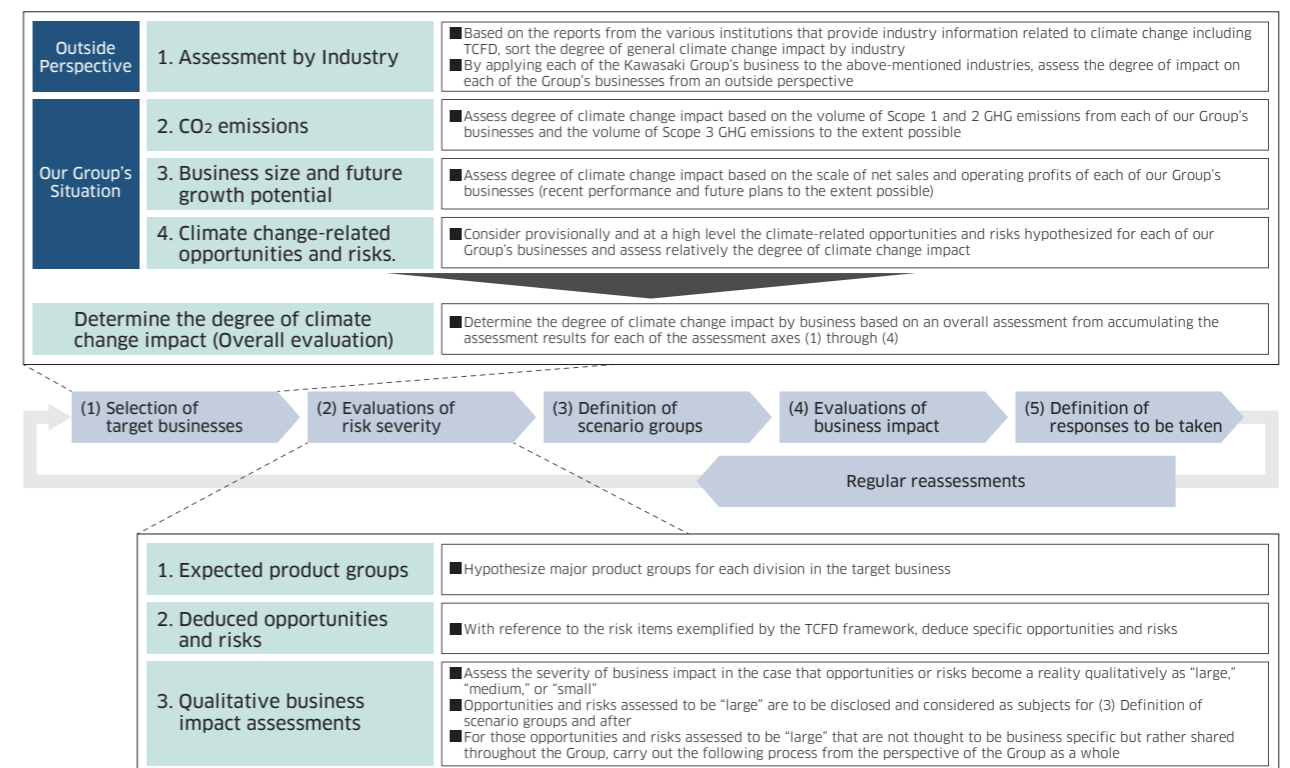 Outside
Perspective
1. Assessment by Industry
■Based on the reports from the various institutions that provide industry information related to climate change including
TCFD, sort the degree of general climate change impact by industry
■By applying each of the Kawasaki Group's business to the above-mentioned industries, assess the degree of impact on
each of the Group's businesses from an outside perspective
Our Group's
Situation
2. CO2 emissions
■Assess degree of climate change impact based on the volume of Scope 1 and 2 GHG emissions from each of our Group's
businesses and the volume of Scope 3 GHG emissions to the extent possible
3. Business size and future
growth potential
■Assess degree of climate change impact based on the scale of net sales and operating profits of each of our Group's
businesses (recent performance and future plans to the extent possible)
4. Climate change-related
opportunities and risks.
■Consider provisionally and at a high level the climate-related opportunities and risks hypothesized for each of our
Group's businesses and assess relatively the degree of climate change impact
Determine the degree of climate
change impact (Overall evaluation)
■Determine the degree of climate change impact by business based on an overall assessment from accumulating the
assessment results for each of the assessment axes (1) through (4)
(1) Selection of
target businesses
(2) Evaluations of
risk severity
(3) Definition of
scenario groups
(4) Evaluations of
business impact
(5) Definition of
responses to be taken
Regular reassessments
1. Expected product groups
■Hypothesize major product groups for each division in the target business
2. Deduced opportunities
and risks
■With reference to the risk items exemplified by the TCFD framework, deduce specific opportunities and risks
3. Qualitative business
impact assessments
■Assess the severity of business impact in the case that opportunities or risks become a reality qualitatively as "large,"
"medium," or "small"
■Opportunities and risks assessed to be "large" are to be disclosed and considered as subjects for (3) Definition of
scenario groups and after
■For those opportunities and risks assessed to be "large" that are not thought to be business specific but rather shared
throughout the Group, carry out the following process from the perspective of the Group as a whole